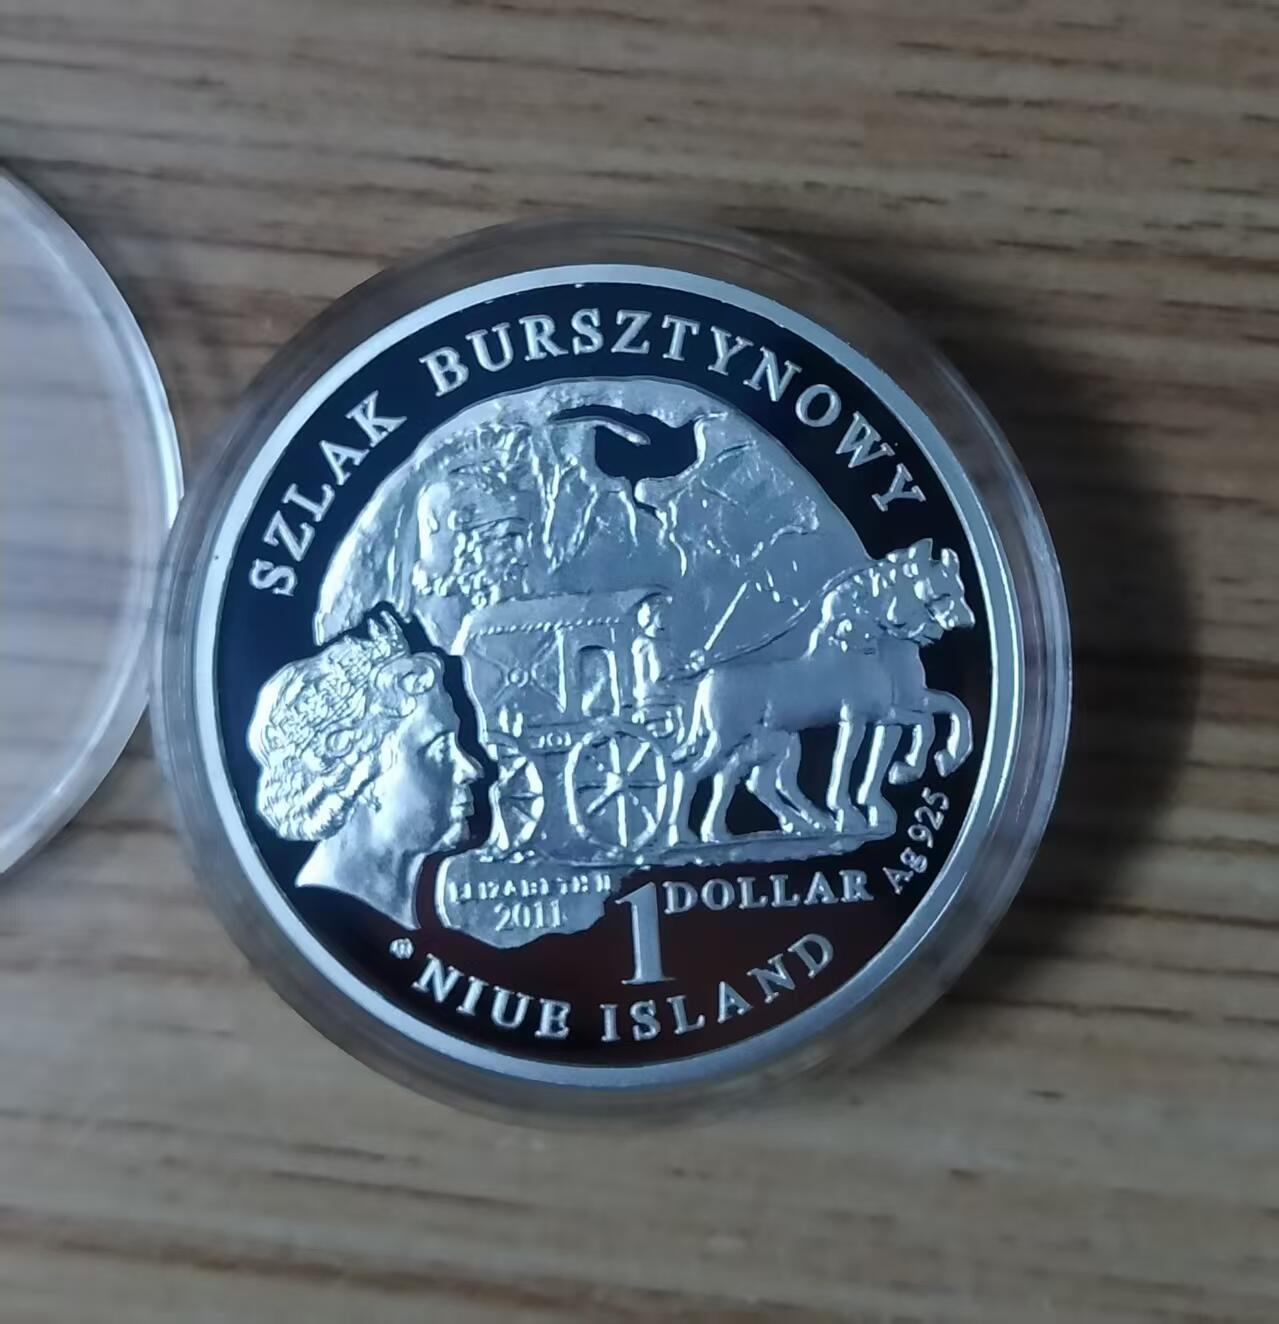 SZLAK BURSZTYNOWY
ELIZABETH II
2011
1 DOLLAR
Ag 925
NIUE ISLAND